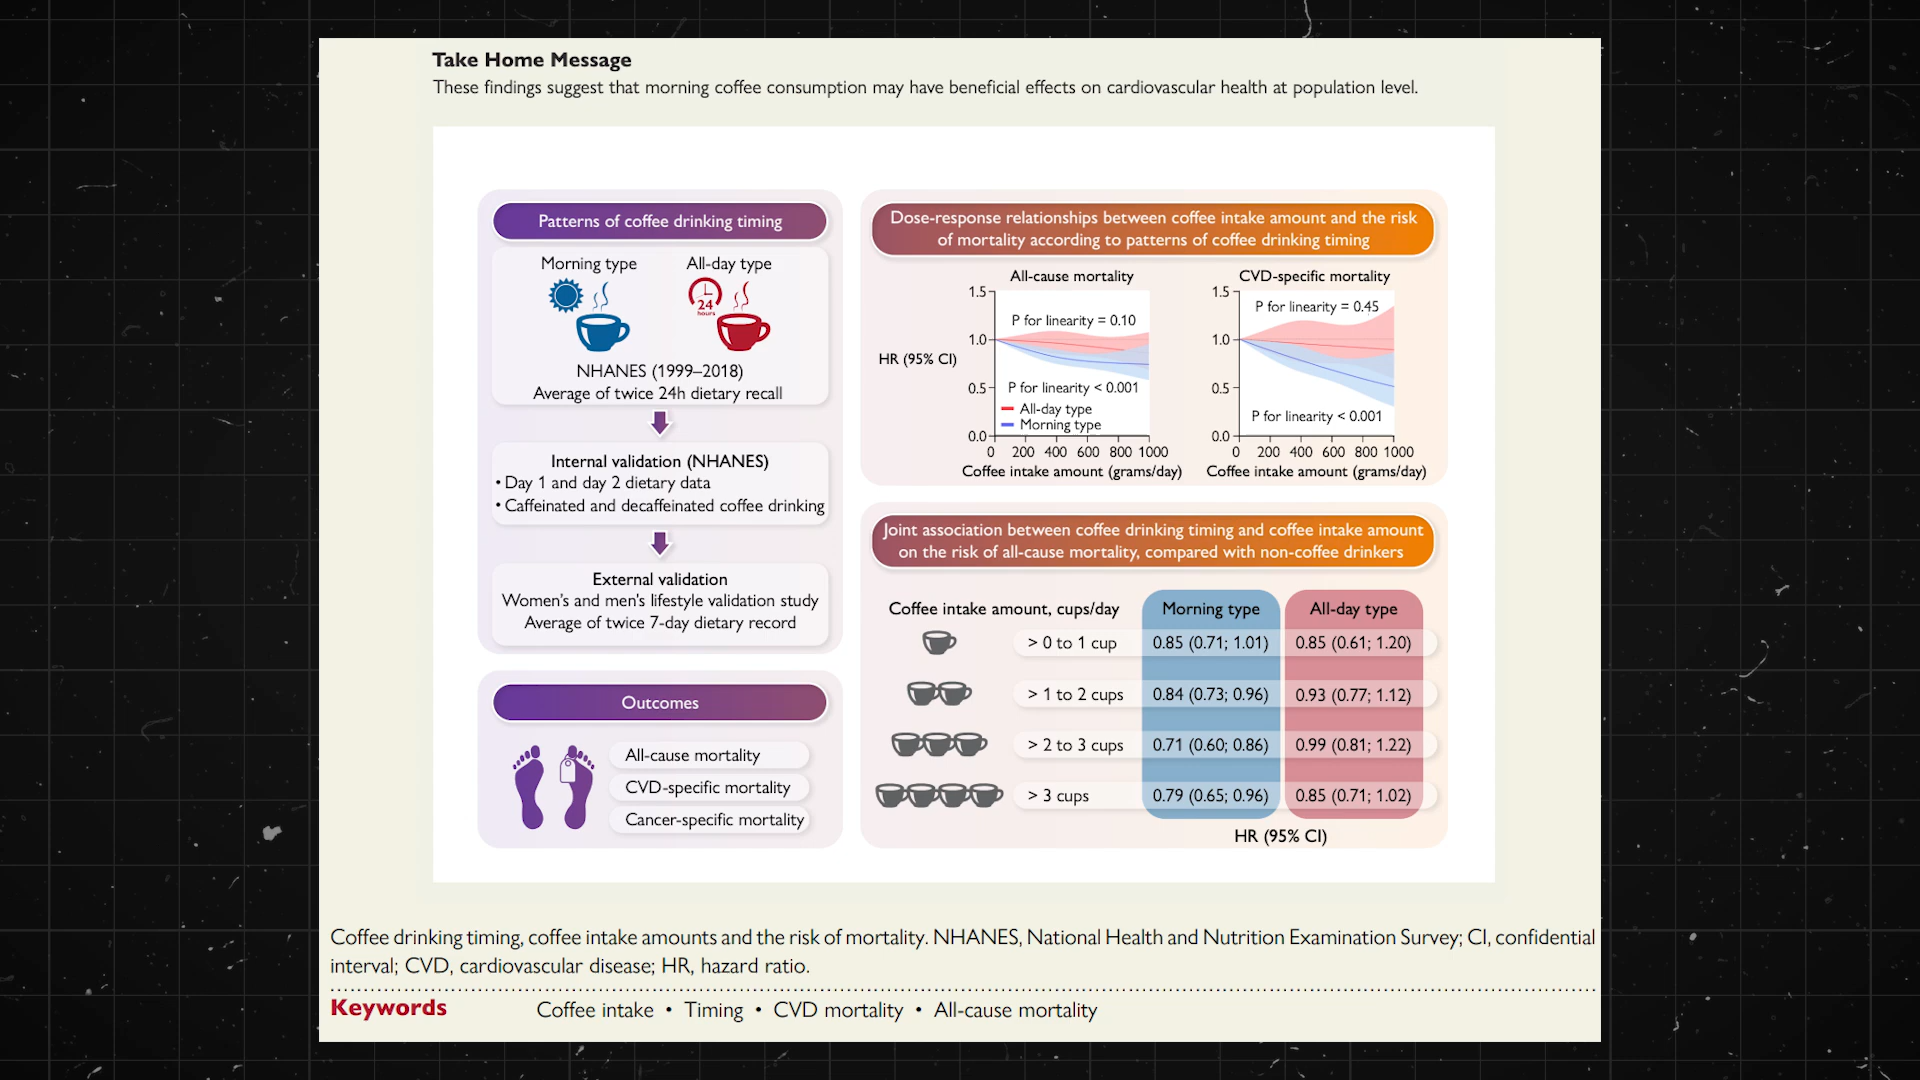 Take Home Message
These findings suggest that morning coffee consumption may have beneficial effects on cardiovascular health at population level.
Patterns of coffee drinking timing
Morning type
All-day type
24
hours
NHANES (1999–2018)
Average of twice 24h dietary recall
Internal validation (NHANES)
• Day 1 and day 2 dietary data
• Caffeinated and decaffeinated coffee drinking
External validation
Women's and men's lifestyle validation study
Average of twice 7-day dietary record
Outcomes
All-cause mortality
CVD-specific mortality
Cancer-specific mortality
Dose-response relationships between coffee intake amount and the risk
of mortality according to patterns of coffee drinking timing
All-cause mortality
HR (95% CI)
1.5
1.0
0.5
0.0
P for linearity = 0.10
P for linearity < 0.001
All-day type
Morning type
0 200 400 600 800 1000
Coffee intake amount (grams/day)
CVD-specific mortality
1.5
1.0
0.5
0.0
P for linearity = 0.45
P for linearity < 0.001
0 200 400 600 800 1000
Coffee intake amount (grams/day)
Joint association between coffee drinking timing and coffee intake amount
on the risk of all-cause mortality, compared with non-coffee drinkers
Coffee intake amount, cups/day Morning type All-day type
> 0 to 1 cup 0.85 (0.71; 1.01) 0.85 (0.61; 1.20)
> 1 to 2 cups 0.84 (0.73; 0.96) 0.93 (0.77; 1.12)
> 2 to 3 cups 0.71 (0.60; 0.86) 0.99 (0.81; 1.22)
> 3 cups 0.79 (0.65; 0.96) 0.85 (0.71; 1.02)
HR (95% CI)
Coffee drinking timing, coffee intake amounts and the risk of mortality. NHANES, National Health and Nutrition Examination Survey; CI, confidential
interval; CVD, cardiovascular disease; HR, hazard ratio.
Keywords Coffee intake • Timing • CVD mortality • All-cause mortality